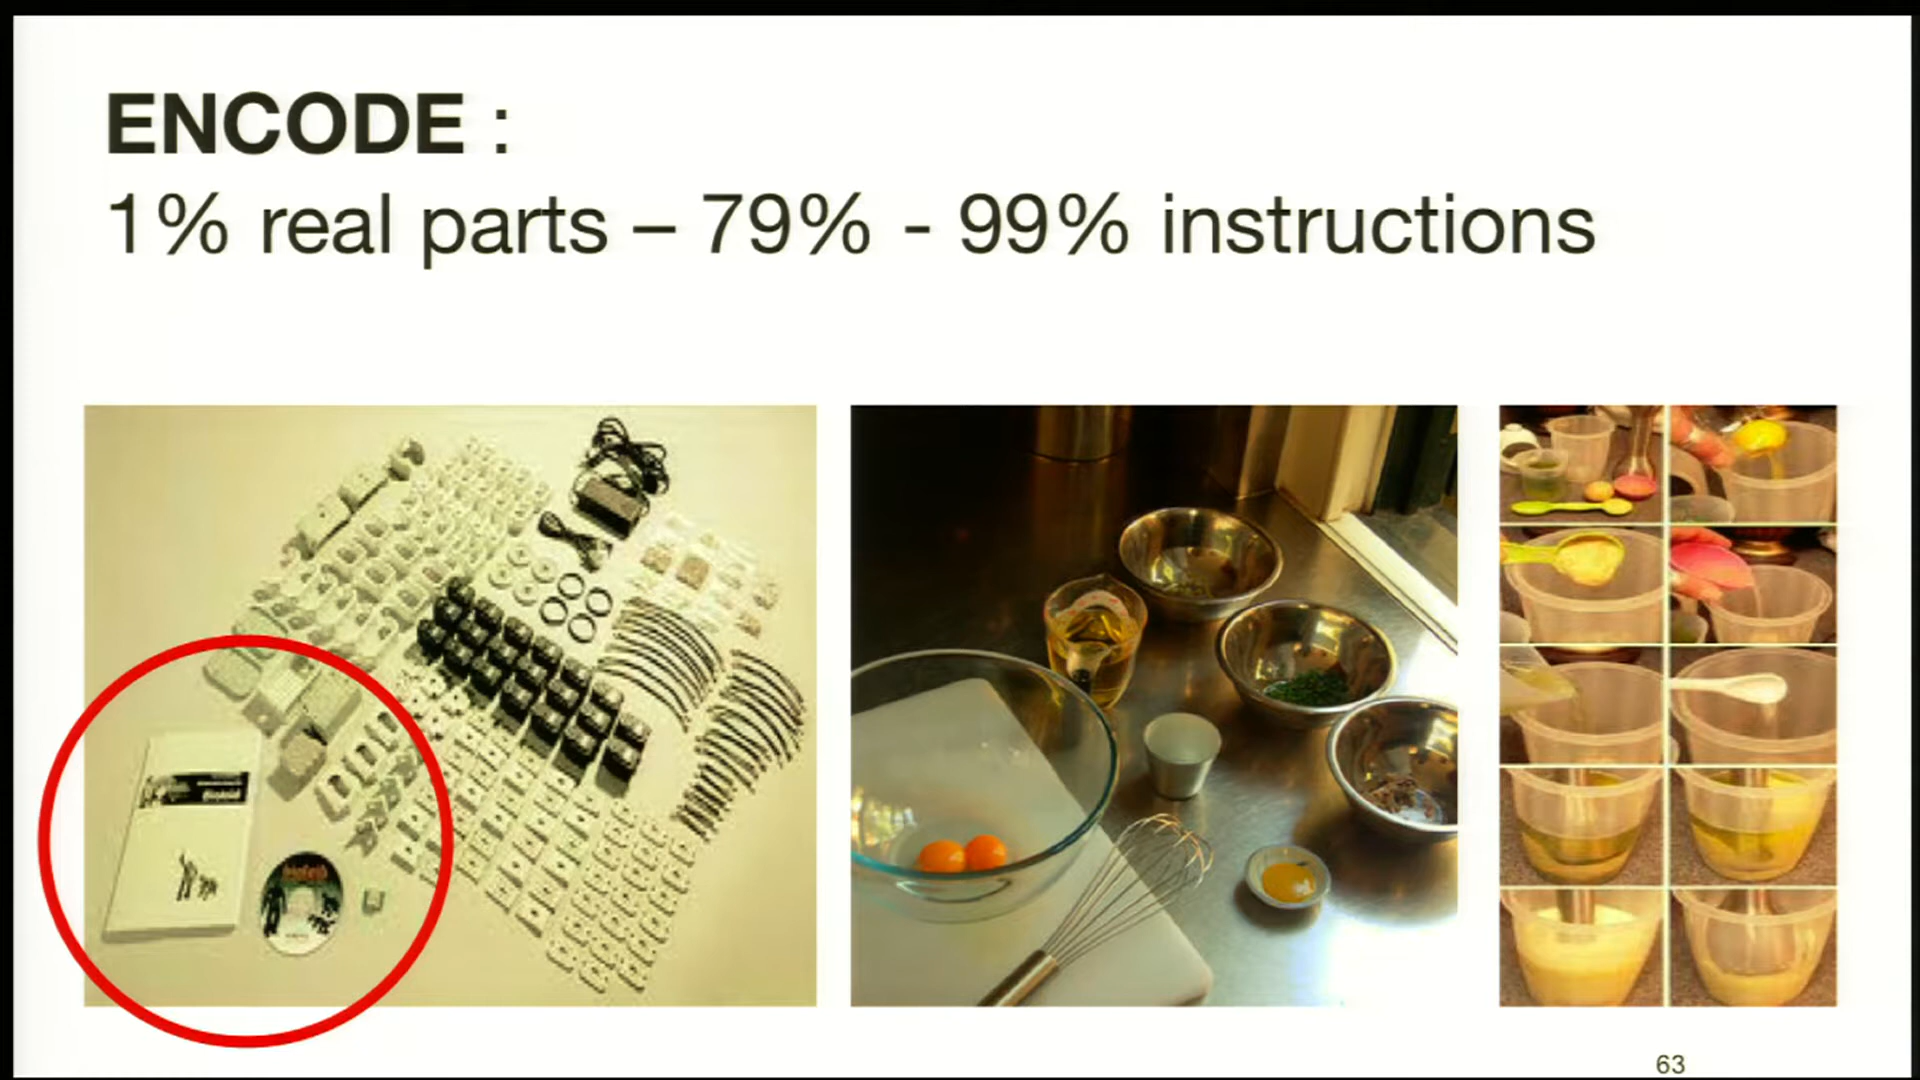 ENCODE :
1% real parts – 79% - 99% instructions
63